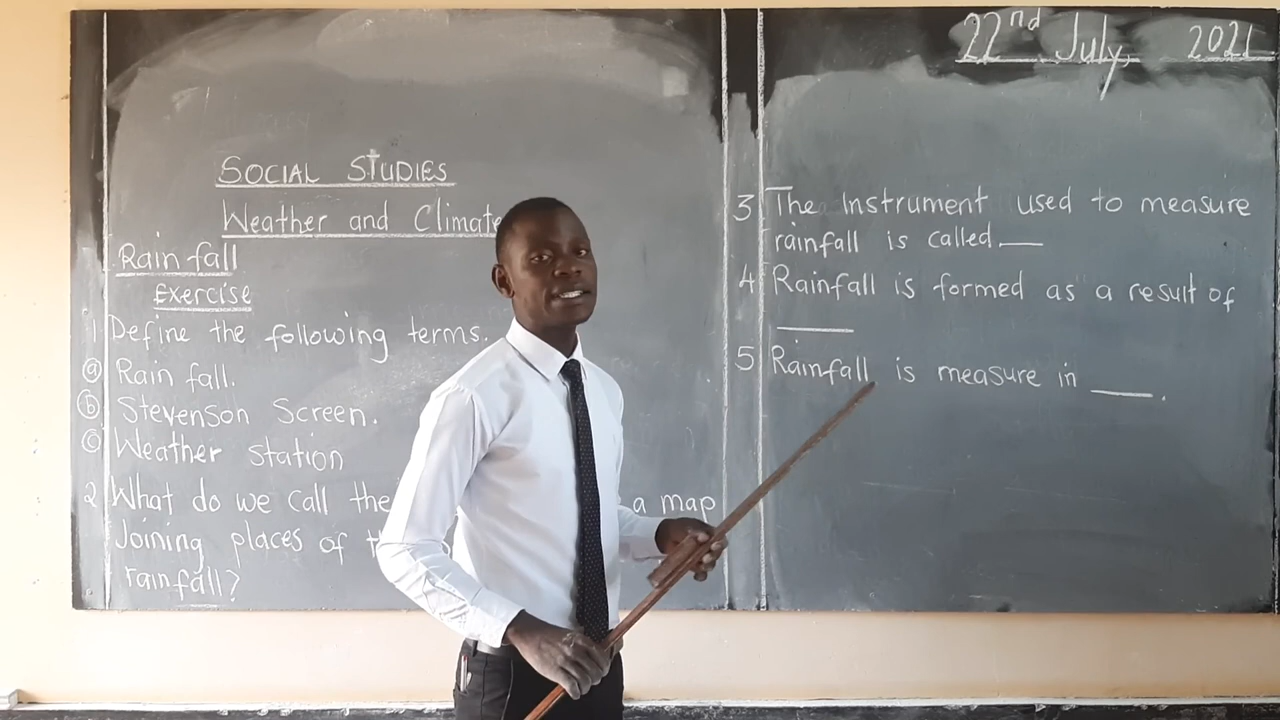 SOCIAL STUDIES
Weather and Climate
Rain fall
Exercise
1 Define the following terms.
(a) Rain fall.
(b) Stevenson Screen.
(c) Weather station
2 What do we call the a map
Joining places of
rainfall?
22nd July, 2021
3 The Instrument used to measure
rainfall is called ___
4 Rainfall is formed as a result of
___
5 Rainfall is measure in ___.